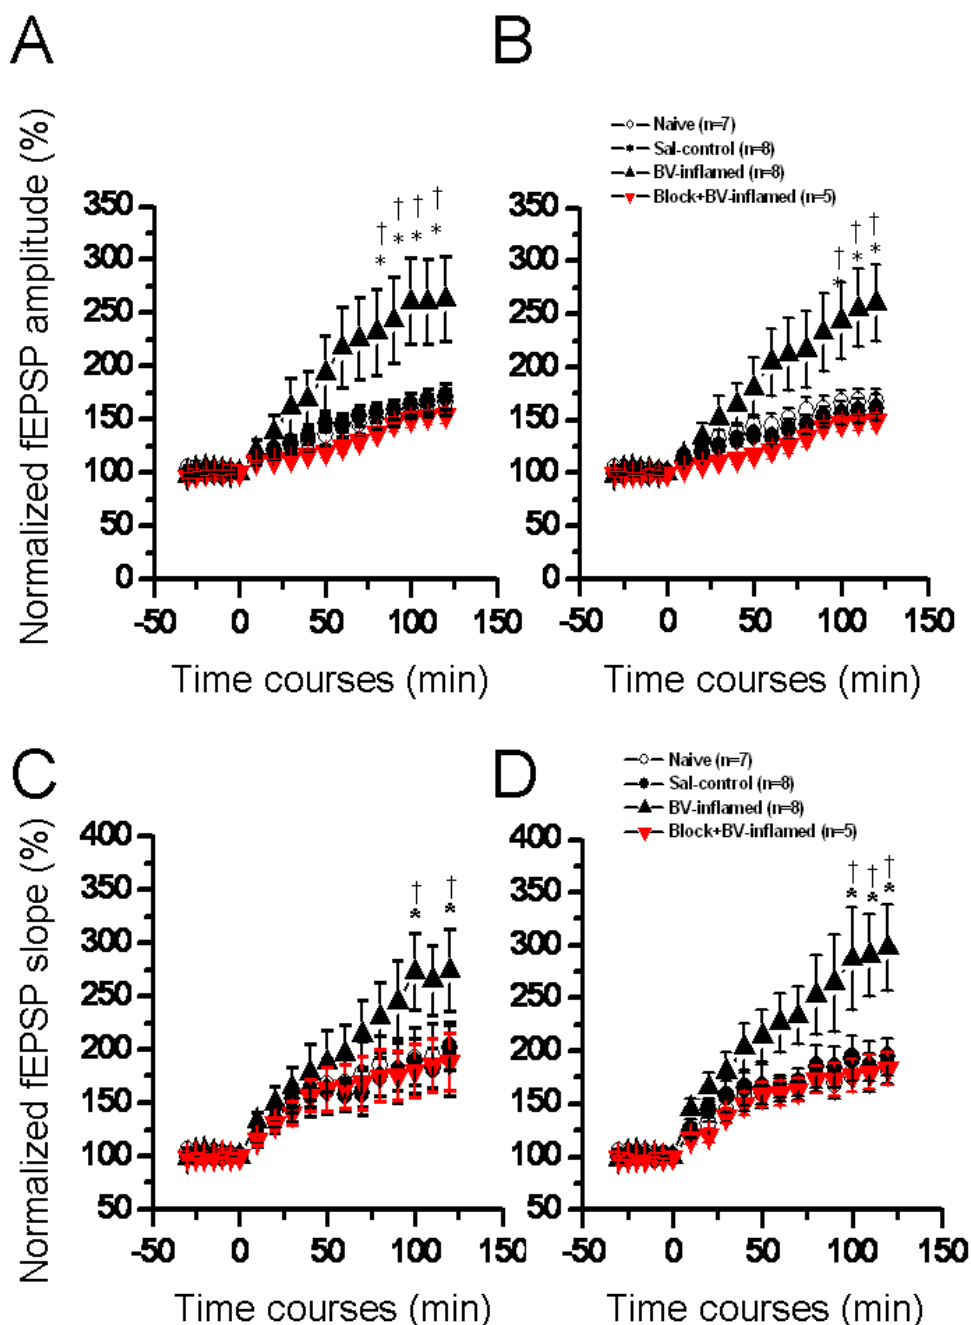 A
B
Normalized fEPSP amplitude (%)
Naive (n=7)
Sal-control (n=8)
BV-inflamed (n=8)
Block+BV-inflamed (n=5)
350
300
250
200
150
100
50
0
† † † †
* * * *
-50 0 50 100 150
Time courses (min)
350
300
250
200
150
100
50
0
† † †
* * *
-50 0 50 100 150
Time courses (min)
C
D
Normalized fEPSP slope (%)
Naive (n=7)
Sal-control (n=8)
BV-inflamed (n=8)
Block+BV-inflamed (n=5)
400
350
300
250
200
150
100
50
† †
* *
-50 0 50 100 150
Time courses (min)
400
350
300
250
200
150
100
50
† † †
* * *
-50 0 50 100 150
Time courses (min)